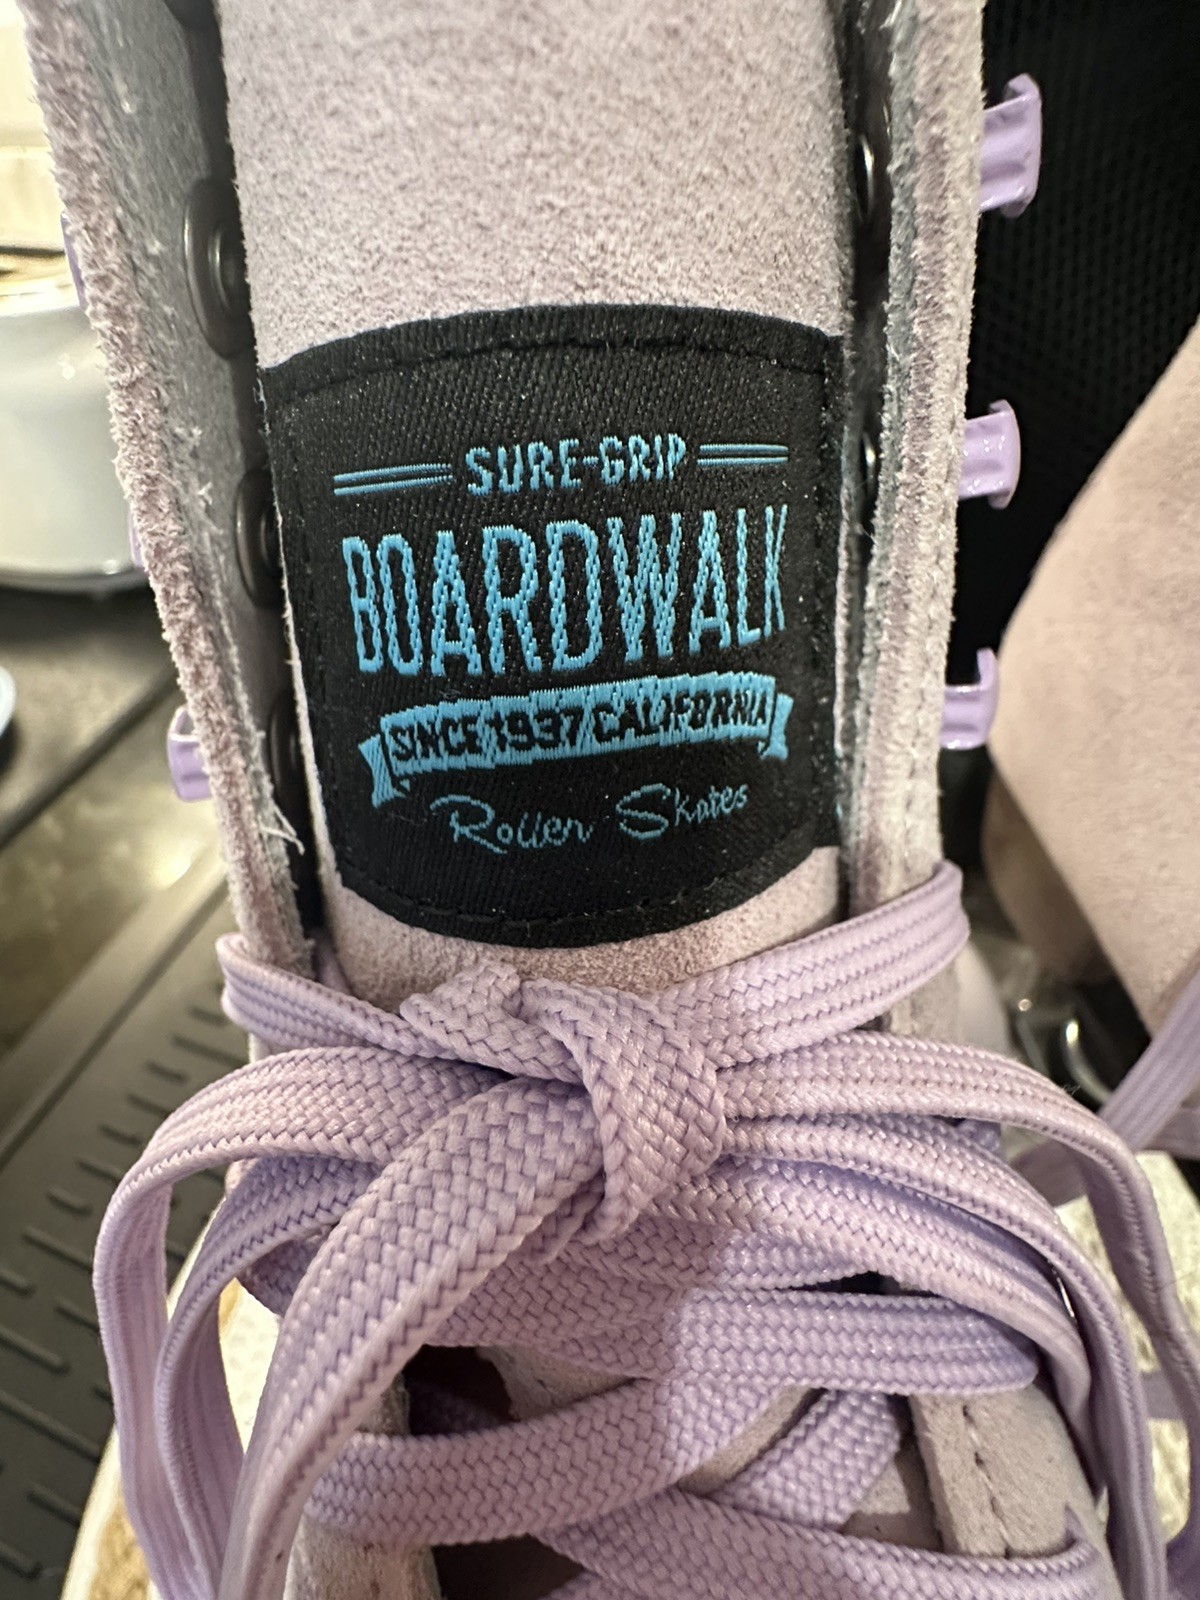 SURE-GRIP
BOARDWALK
SINCE 1937 CALIFORNIA
Roller Skates